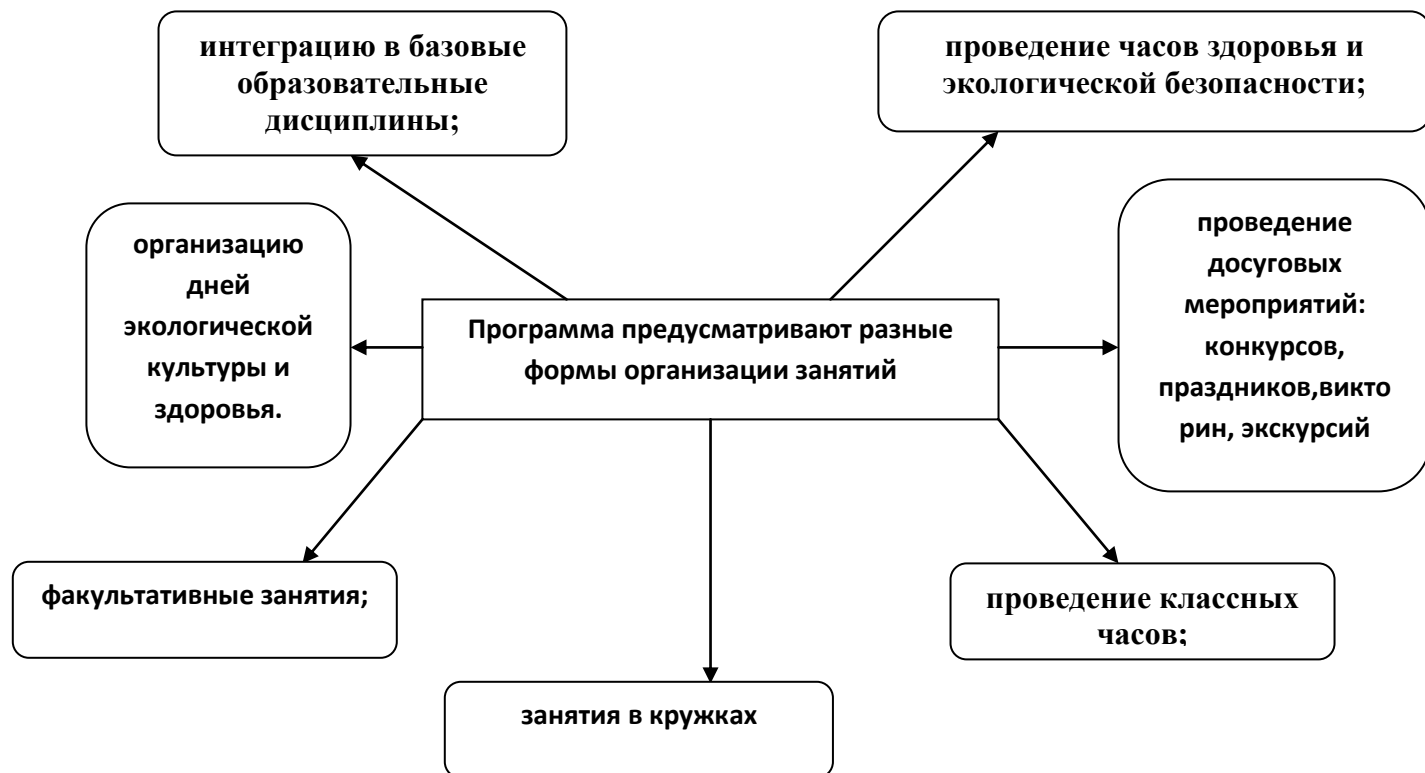 интеграцию в базовые
образовательные
дисциплины;
проведение часов здоровья и
экологической безопасности;
организацию
дней
экологической
культуры и
здоровья.
Программа предусматривают разные
формы организации занятий
проведение
досуговых
мероприятий:
конкурсов,
праздников,викто
рин, экскурсий
факультативные занятия;
проведение классных
часов;
занятия в кружках